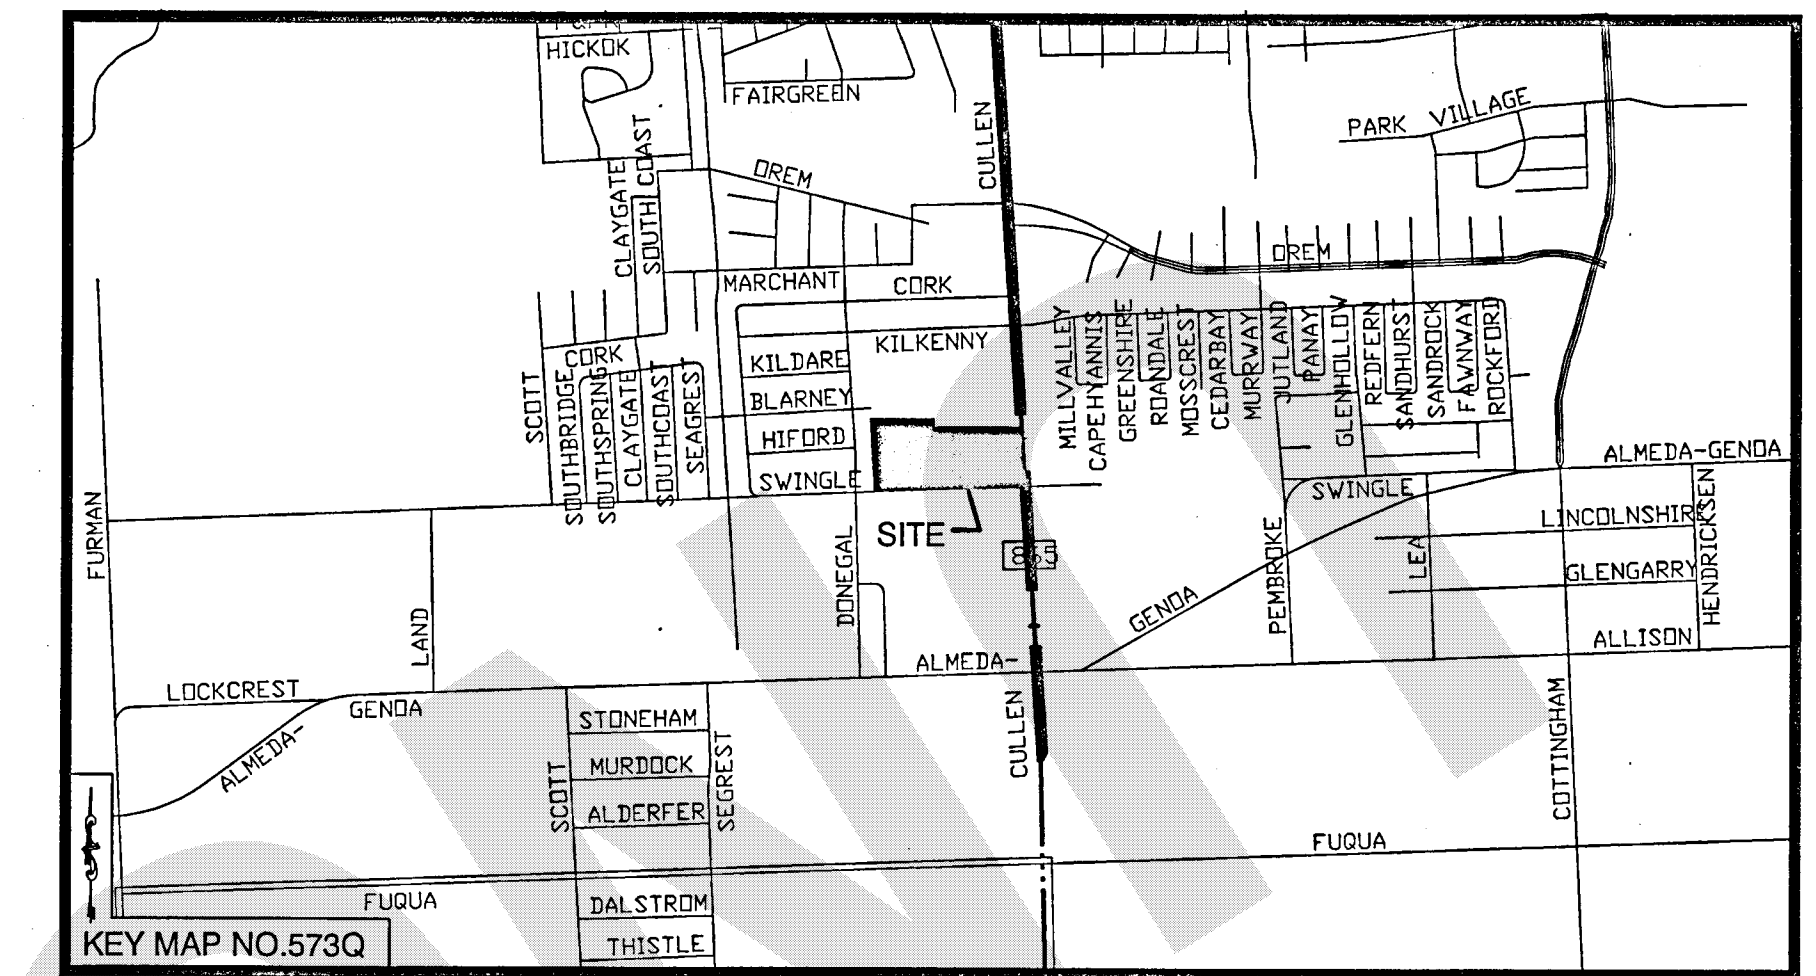 HICKOK
FAIRGREEN
CULLEN
PARK VILLAGE
CLAYGATE
SOUTH COAST
OREM
OREM
MARCHANT
CORK
KILKENNY
CORK
KILDARE
BLARNEY
HIFORD
SWINGLE
SCOTT
SOUTHBRIDGE
SOUTHSPRING
CLAYGATE
SOUTHCOAST
SEAGREST
MILLVALLEY
CAPEHYANNIS
GREENSHIRE
ROANDALE
MOSSCREST
CEDARBAY
MURRWAY
JUTLAND
PANAY
GLENHOLLOW
REDFERN
SANDHURST
SANDROCK
FAWNWAY
ROCKFORD
ALMEDA-GENOA
SWINGLE
LINCOLNSHIRE
HENDRICKSEN
GLENGARRY
ALLISON
LEA
PEMBROKE
GENOA
SITE
865
FURMAN
LAND
DONEGAL
ALMEDA-
LOCKCREST
GENOA
ALMEDA-
STONEHAM
MURDOCK
ALDERFER
SCOTT
SEGREST
CULLEN
COTTINGHAM
FUQUA
FUQUA
DALSTROM
THISTLE
KEY MAP NO.573Q